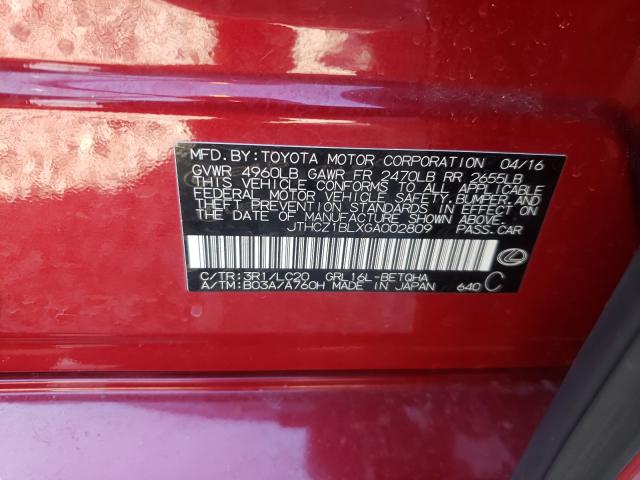 MFD.BY:TOYOTA MOTOR CORPORATION 04/16
GVWR 4960LB GAWR FR 2470LB RR 2655LB
THIS VEHICLE CONFORMS TO ALL APPLICABLE
FEDERAL MOTOR VEHICLE SAFETY,BUMPER,AND
THEFT PREVENTION STANDARDS IN EFFECT ON
THE DATE OF MANUFACTURE SHOWN ABOVE.
JTHCZ1BLXGA002809 PASS.CAR
C/TR:3R1/LC20 GRL16L-BETQHA
A/TM:B03A/A760H MADE IN JAPAN 640 C